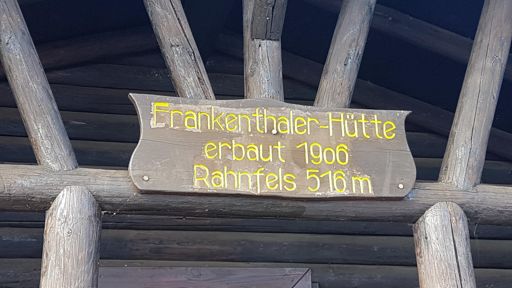 Frankenthaler-Hütte
erbaut 1906
Rahnfels 516 m